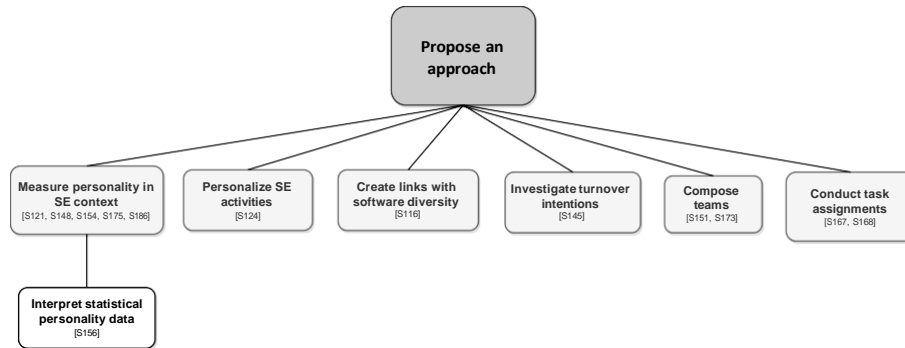 Propose an
approach
Measure personality in
SE context
[S121, S148, S154, S175, S186]
Personalize SE
activities
[S124]
Create links with
software diversity
[S116]
Investigate turnover
intentions
[S145]
Compose
teams
[S151, S173]
Conduct task
assignments
[S167, S168]
Interpret statistical
personality data
[S156]